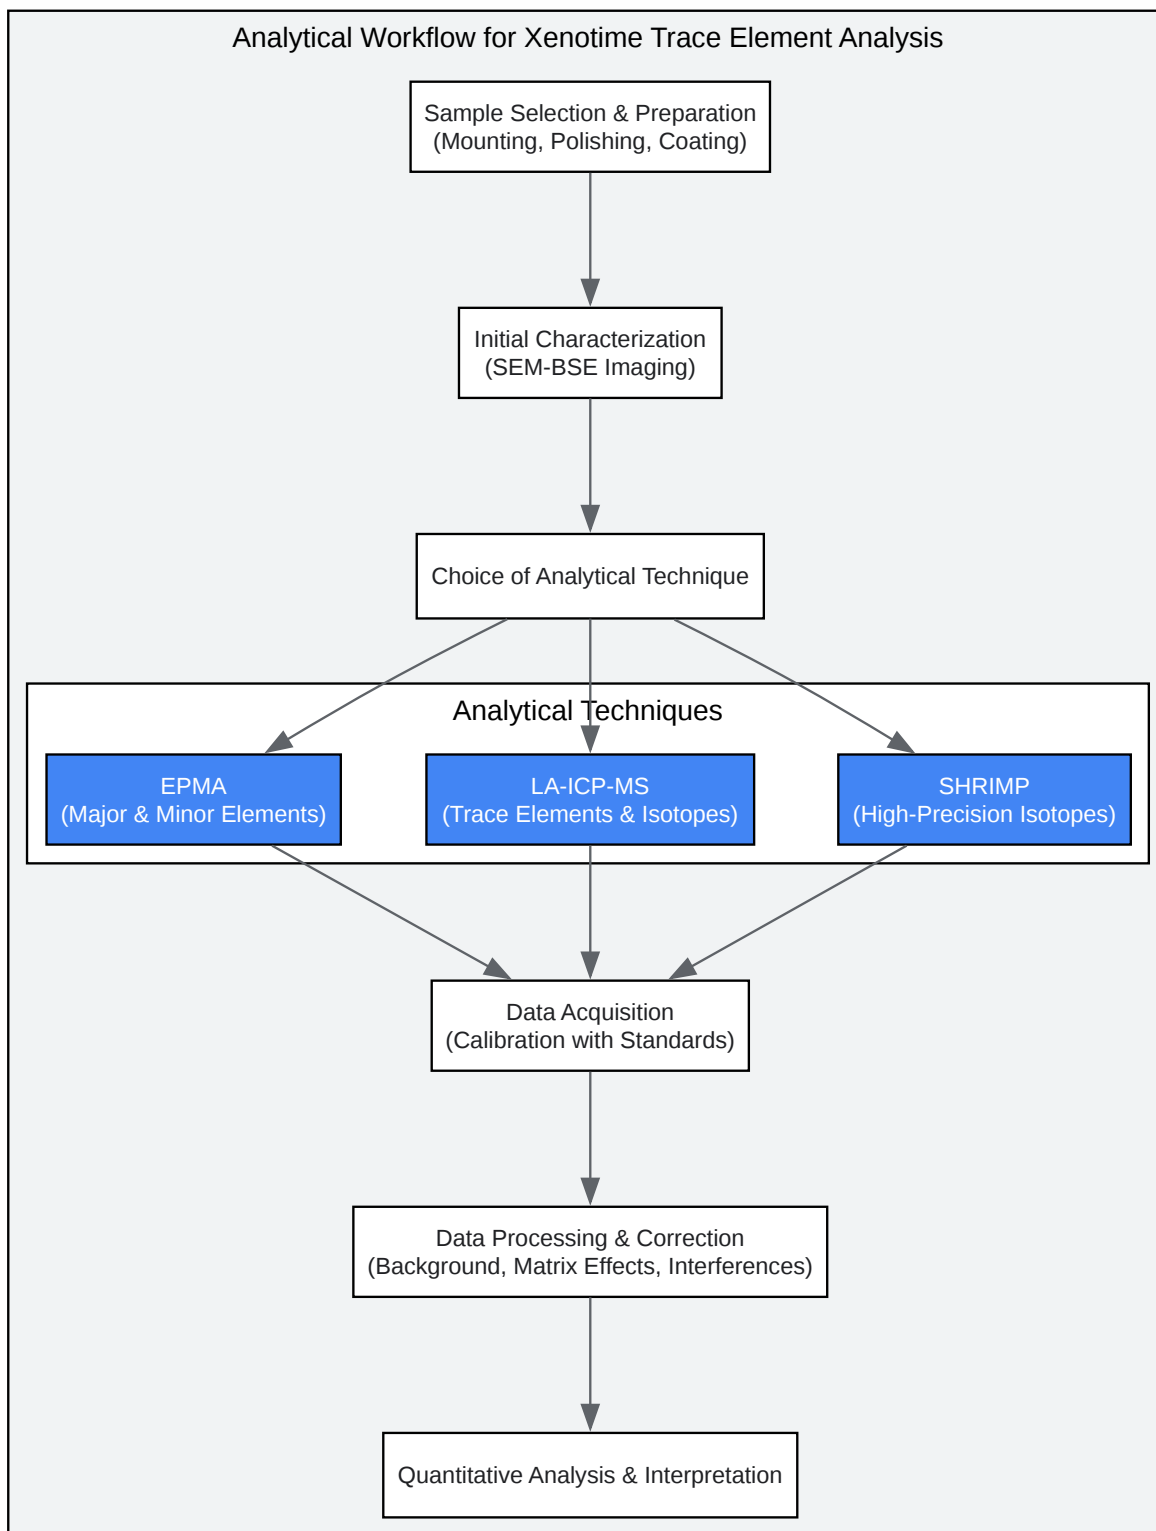 Analytical Workflow for Xenotime Trace Element Analysis
Sample Selection & Preparation
(Mounting, Polishing, Coating)
Initial Characterization
(SEM-BSE Imaging)
Choice of Analytical Technique
Analytical Techniques
EPMA
(Major & Minor Elements)
LA-ICP-MS
(Trace Elements & Isotopes)
SHRIMP
(High-Precision Isotopes)
Data Acquisition
(Calibration with Standards)
Data Processing & Correction
(Background, Matrix Effects, Interferences)
Quantitative Analysis & Interpretation